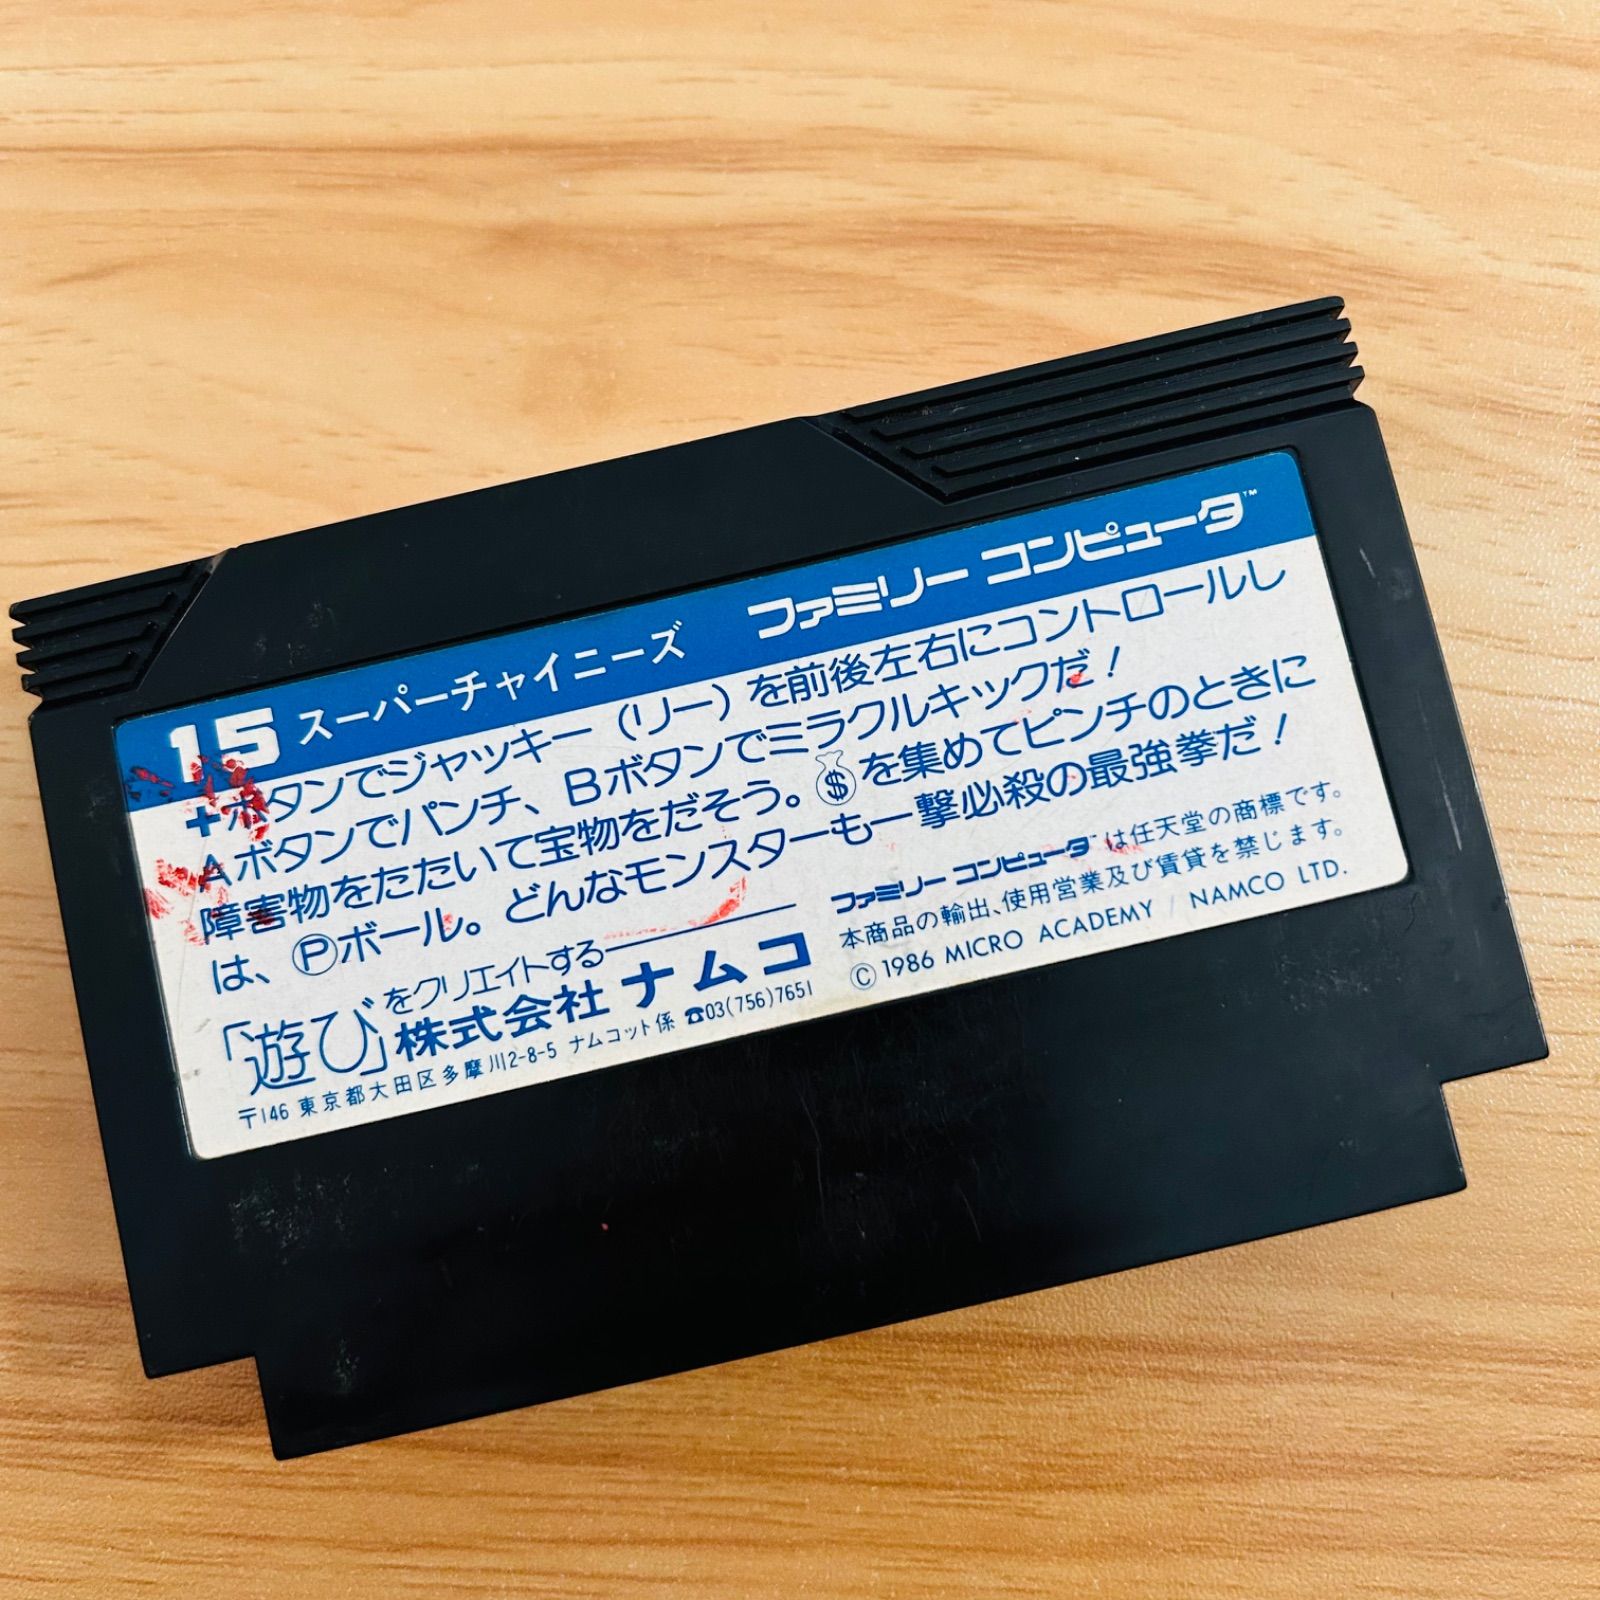 15 スーパーチャイニーズ ファミリー コンピュータ™
+ボタンでジャッキー(リー)を前後左右にコントロールし
Aボタンでパンチ、Bボタンでミラクルキックだ!
障害物をたたいて宝物をだそう。$を集めてピンチのときに
は、Ⓟボール。どんなモンスターも一撃必殺の最強拳だ!
「遊び」をクリエイトする
株式会社 ナムコ
〒146 東京都大田区多摩川2-8-5 ナムコット係 ☎03(756)7651
ファミリー コンピュータ™は任天堂の商標です。
本商品の輸出、使用営業及び賃貸を禁じます。
© 1986 MICRO ACADEMY / NAMCO LTD.